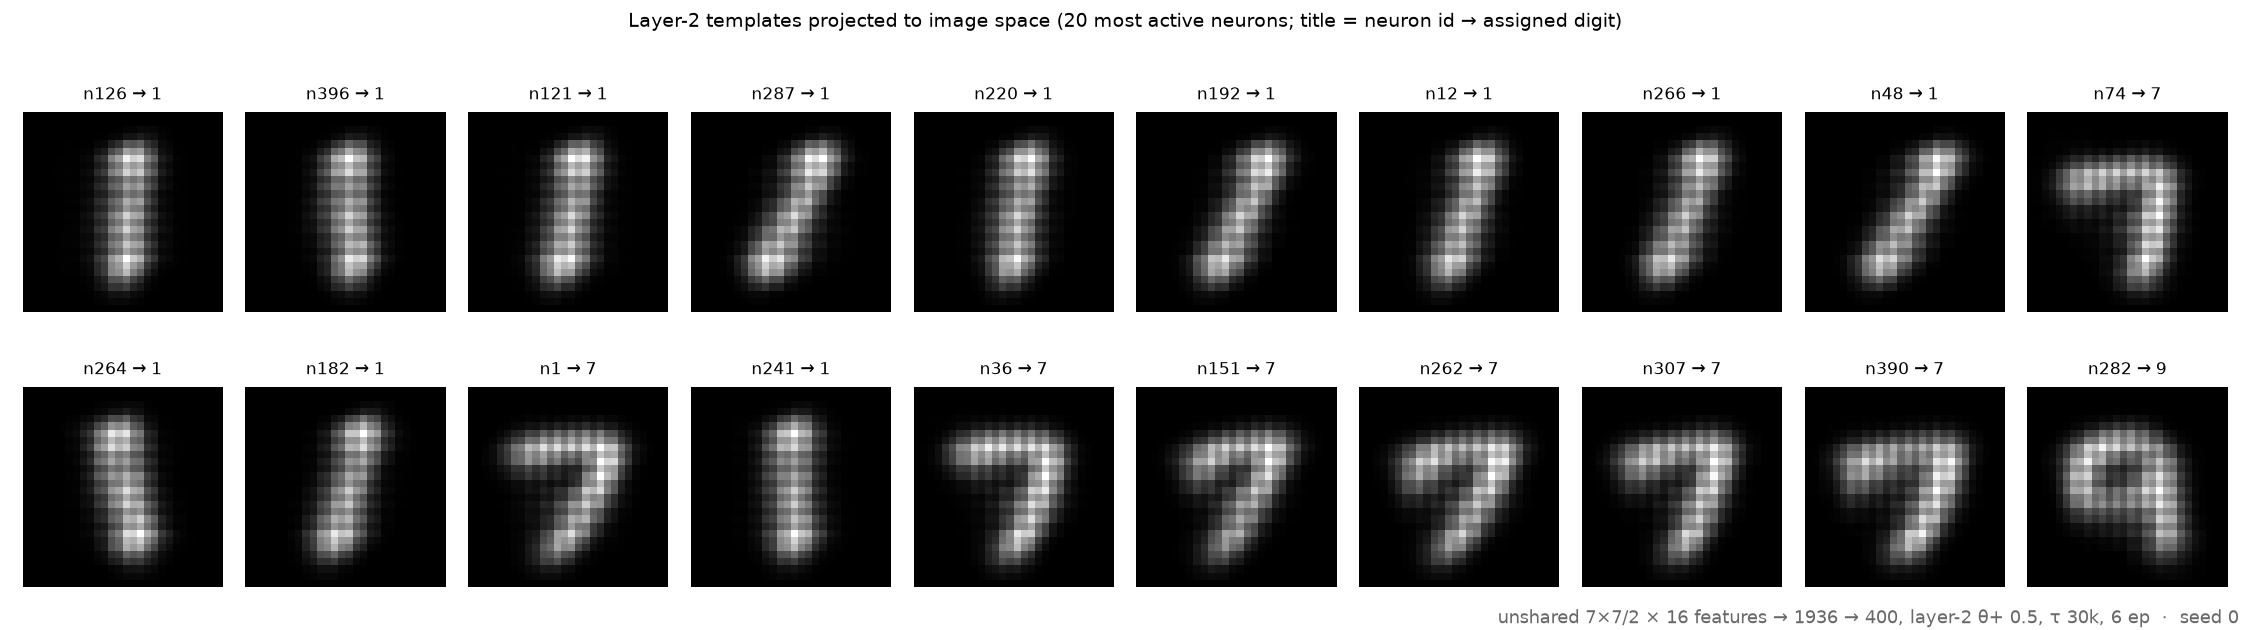 Layer-2 templates projected to image space (20 most active neurons; title = neuron id → assigned digit)
n126 → 1 n396 → 1 n121 → 1 n287 → 1 n220 → 1 n192 → 1 n12 → 1 n266 → 1 n48 → 1 n74 → 7
n264 → 1 n182 → 1 n1 → 7 n241 → 1 n36 → 7 n151 → 7 n262 → 7 n307 → 7 n390 → 7 n282 → 9
unshared 7×7/2 × 16 features → 1936 → 400, layer-2 θ+ 0.5, τ 30k, 6 ep · seed 0